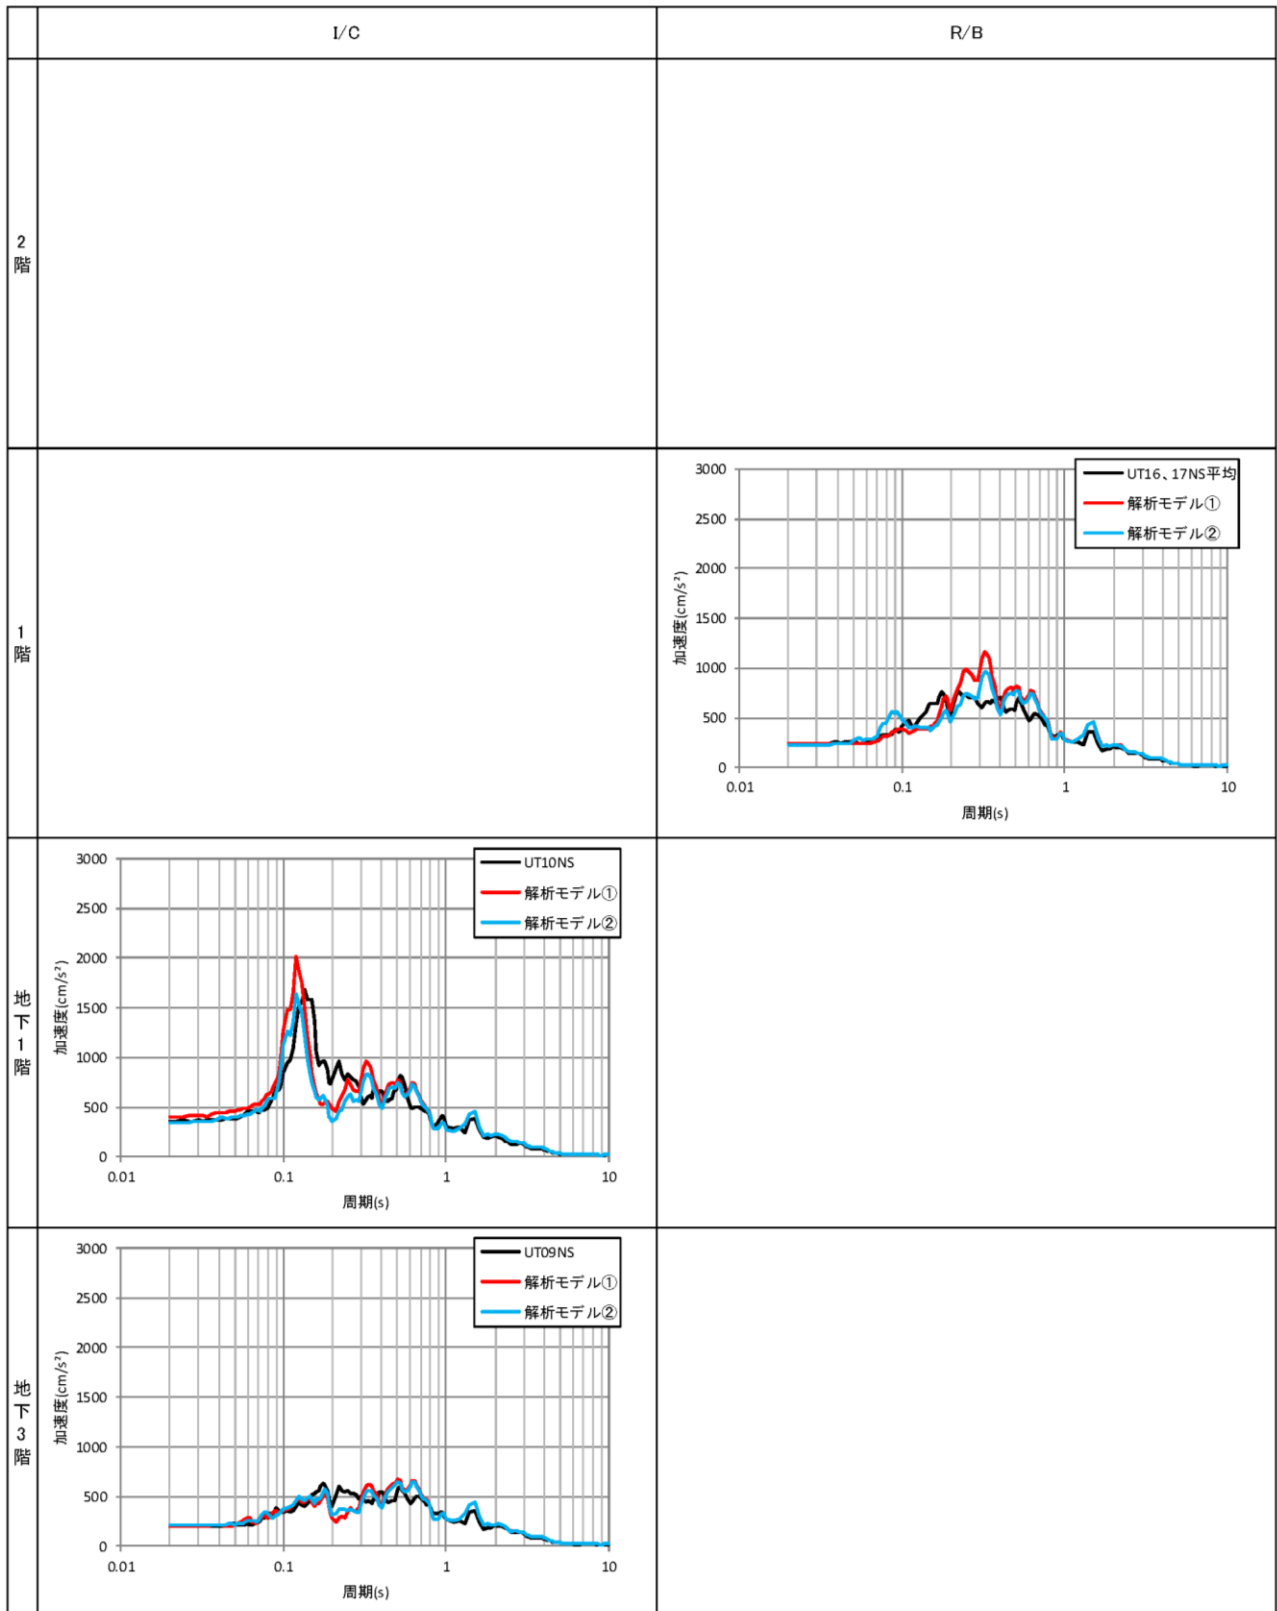 I/C
R/B
2階
1階
3000
2500
2000
1500
1000
500
0
加速度(cm/s²)
0.01
0.1
1
10
周期(s)
UT16、17NS平均
解析モデル①
解析モデル②
地下1階
3000
2500
2000
1500
1000
500
0
加速度(cm/s²)
0.01
0.1
1
10
周期(s)
UT10NS
解析モデル①
解析モデル②
地下3階
3000
2500
2000
1500
1000
500
0
加速度(cm/s²)
0.01
0.1
1
10
周期(s)
UT09NS
解析モデル①
解析モデル②